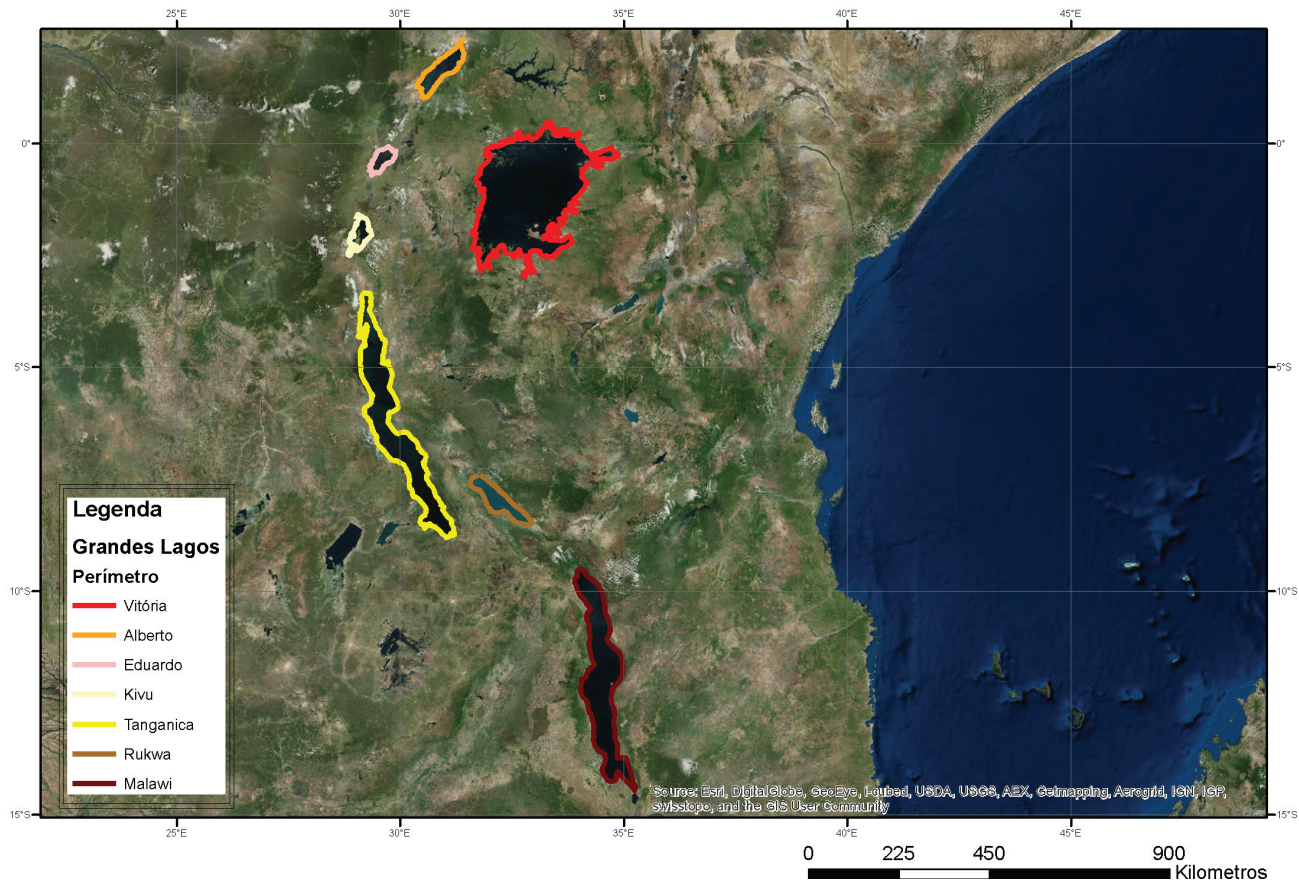 25°E 30°E 35°E 40°E 45°E
0° 0°
5°S 5°S
Legenda
Grandes Lagos
Perímetro
Vitória
Alberto
Eduardo
Kivu
Tanganica
Rukwa
Malawi
10°S 10°S
Source: Esri, DigitalGlobe, GeoEye, i-cubed, USDA, USGS, AEX, Getmapping, Aerogrid, IGN, IGP,
swisstopo, and the GIS User Community
15°S 15°S
25°E 30°E 35°E 40°E 45°E
0 225 450 900
Kilometros